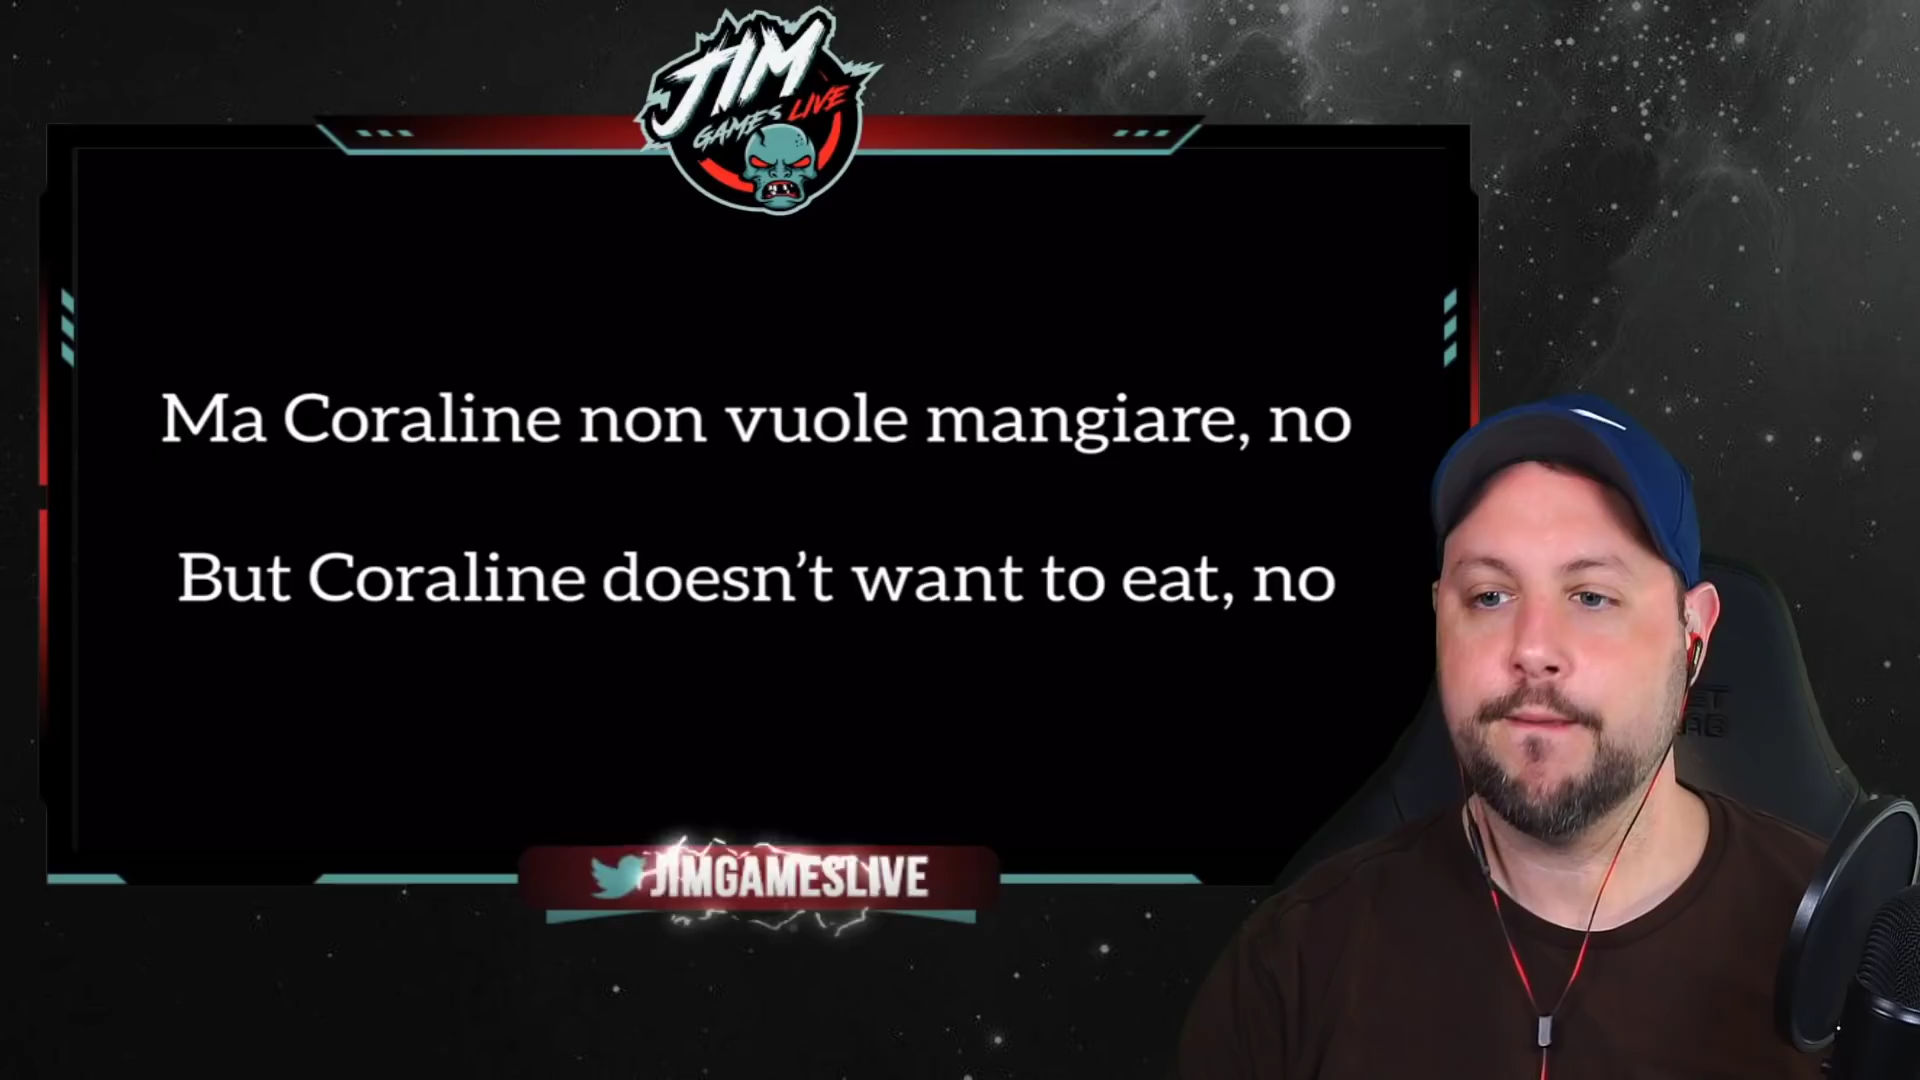 JIM
GAMES LIVE
Ma Coraline non vuole mangiare, no
But Coraline doesn’t want to eat, no
JIMGAMESLIVE